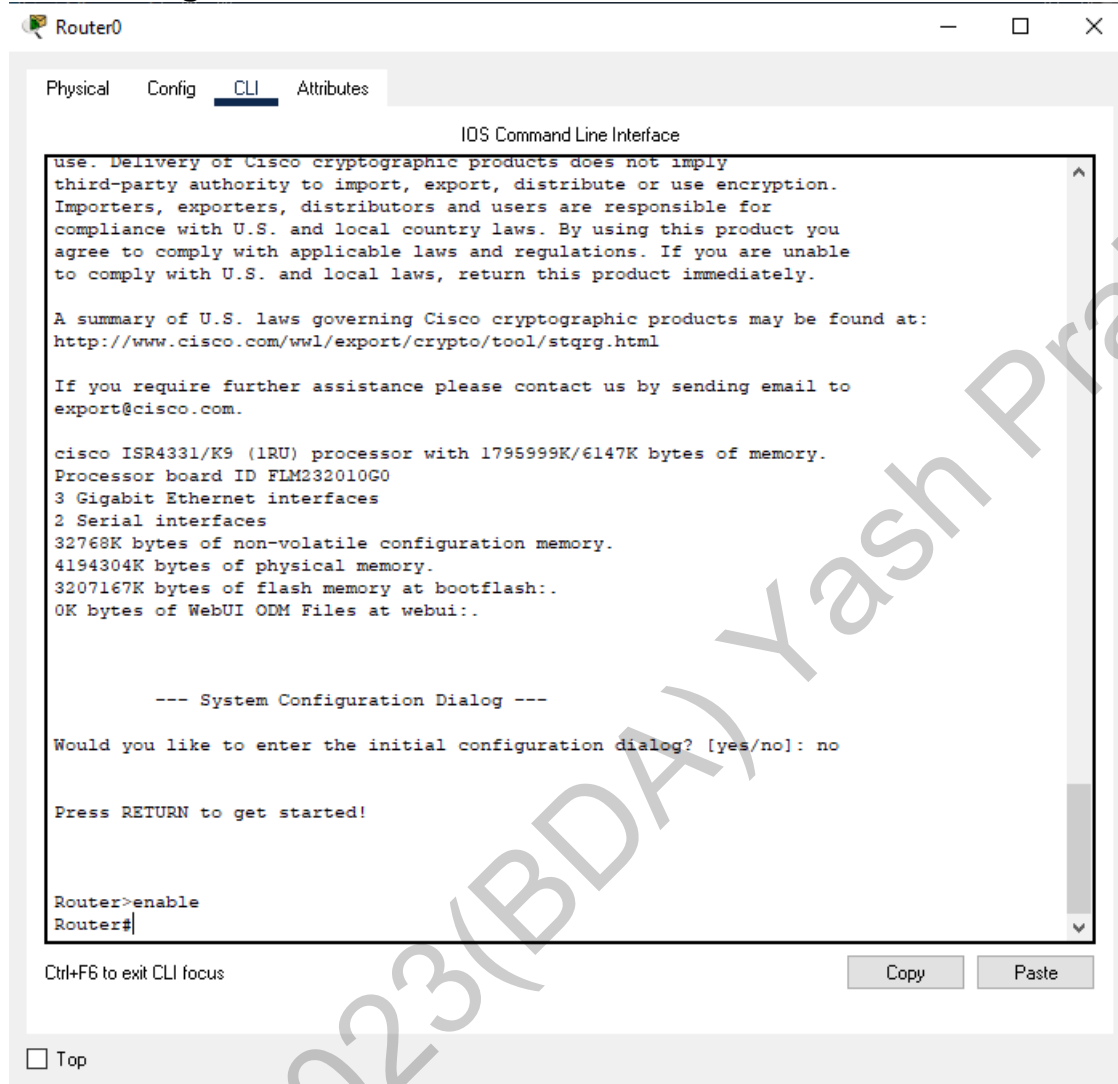 Router0
Physical Config CLI Attributes
IOS Command Line Interface
use. Delivery of Cisco cryptographic products does not imply
third-party authority to import, export, distribute or use encryption.
Importers, exporters, distributors and users are responsible for
compliance with U.S. and local country laws. By using this product you
agree to comply with applicable laws and regulations. If you are unable
to comply with U.S. and local laws, return this product immediately.
A summary of U.S. laws governing Cisco cryptographic products may be found at:
http://www.cisco.com/wwl/export/crypto/tool/stqrg.html
If you require further assistance please contact us by sending email to
export@cisco.com.
cisco ISR4331/K9 (1RU) processor with 1795999K/6147K bytes of memory.
Processor board ID FLM232010G0
3 Gigabit Ethernet interfaces
2 Serial interfaces
32768K bytes of non-volatile configuration memory.
4194304K bytes of physical memory.
3207167K bytes of flash memory at bootflash:.
0K bytes of WebUI ODM Files at webui:.
--- System Configuration Dialog ---
Would you like to enter the initial configuration dialog? [yes/no]: no
Press RETURN to get started!
Router>enable
Router#
Ctrl+F6 to exit CLI focus
Copy Paste
Top
023(BDA) Yash Pra